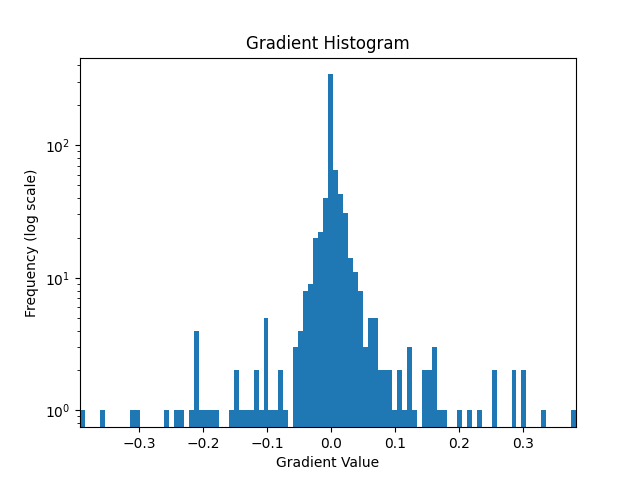 Gradient Histogram
Frequency (log scale)
10²
10¹
10⁰
−0.3 −0.2 −0.1 0.0 0.1 0.2 0.3
Gradient Value